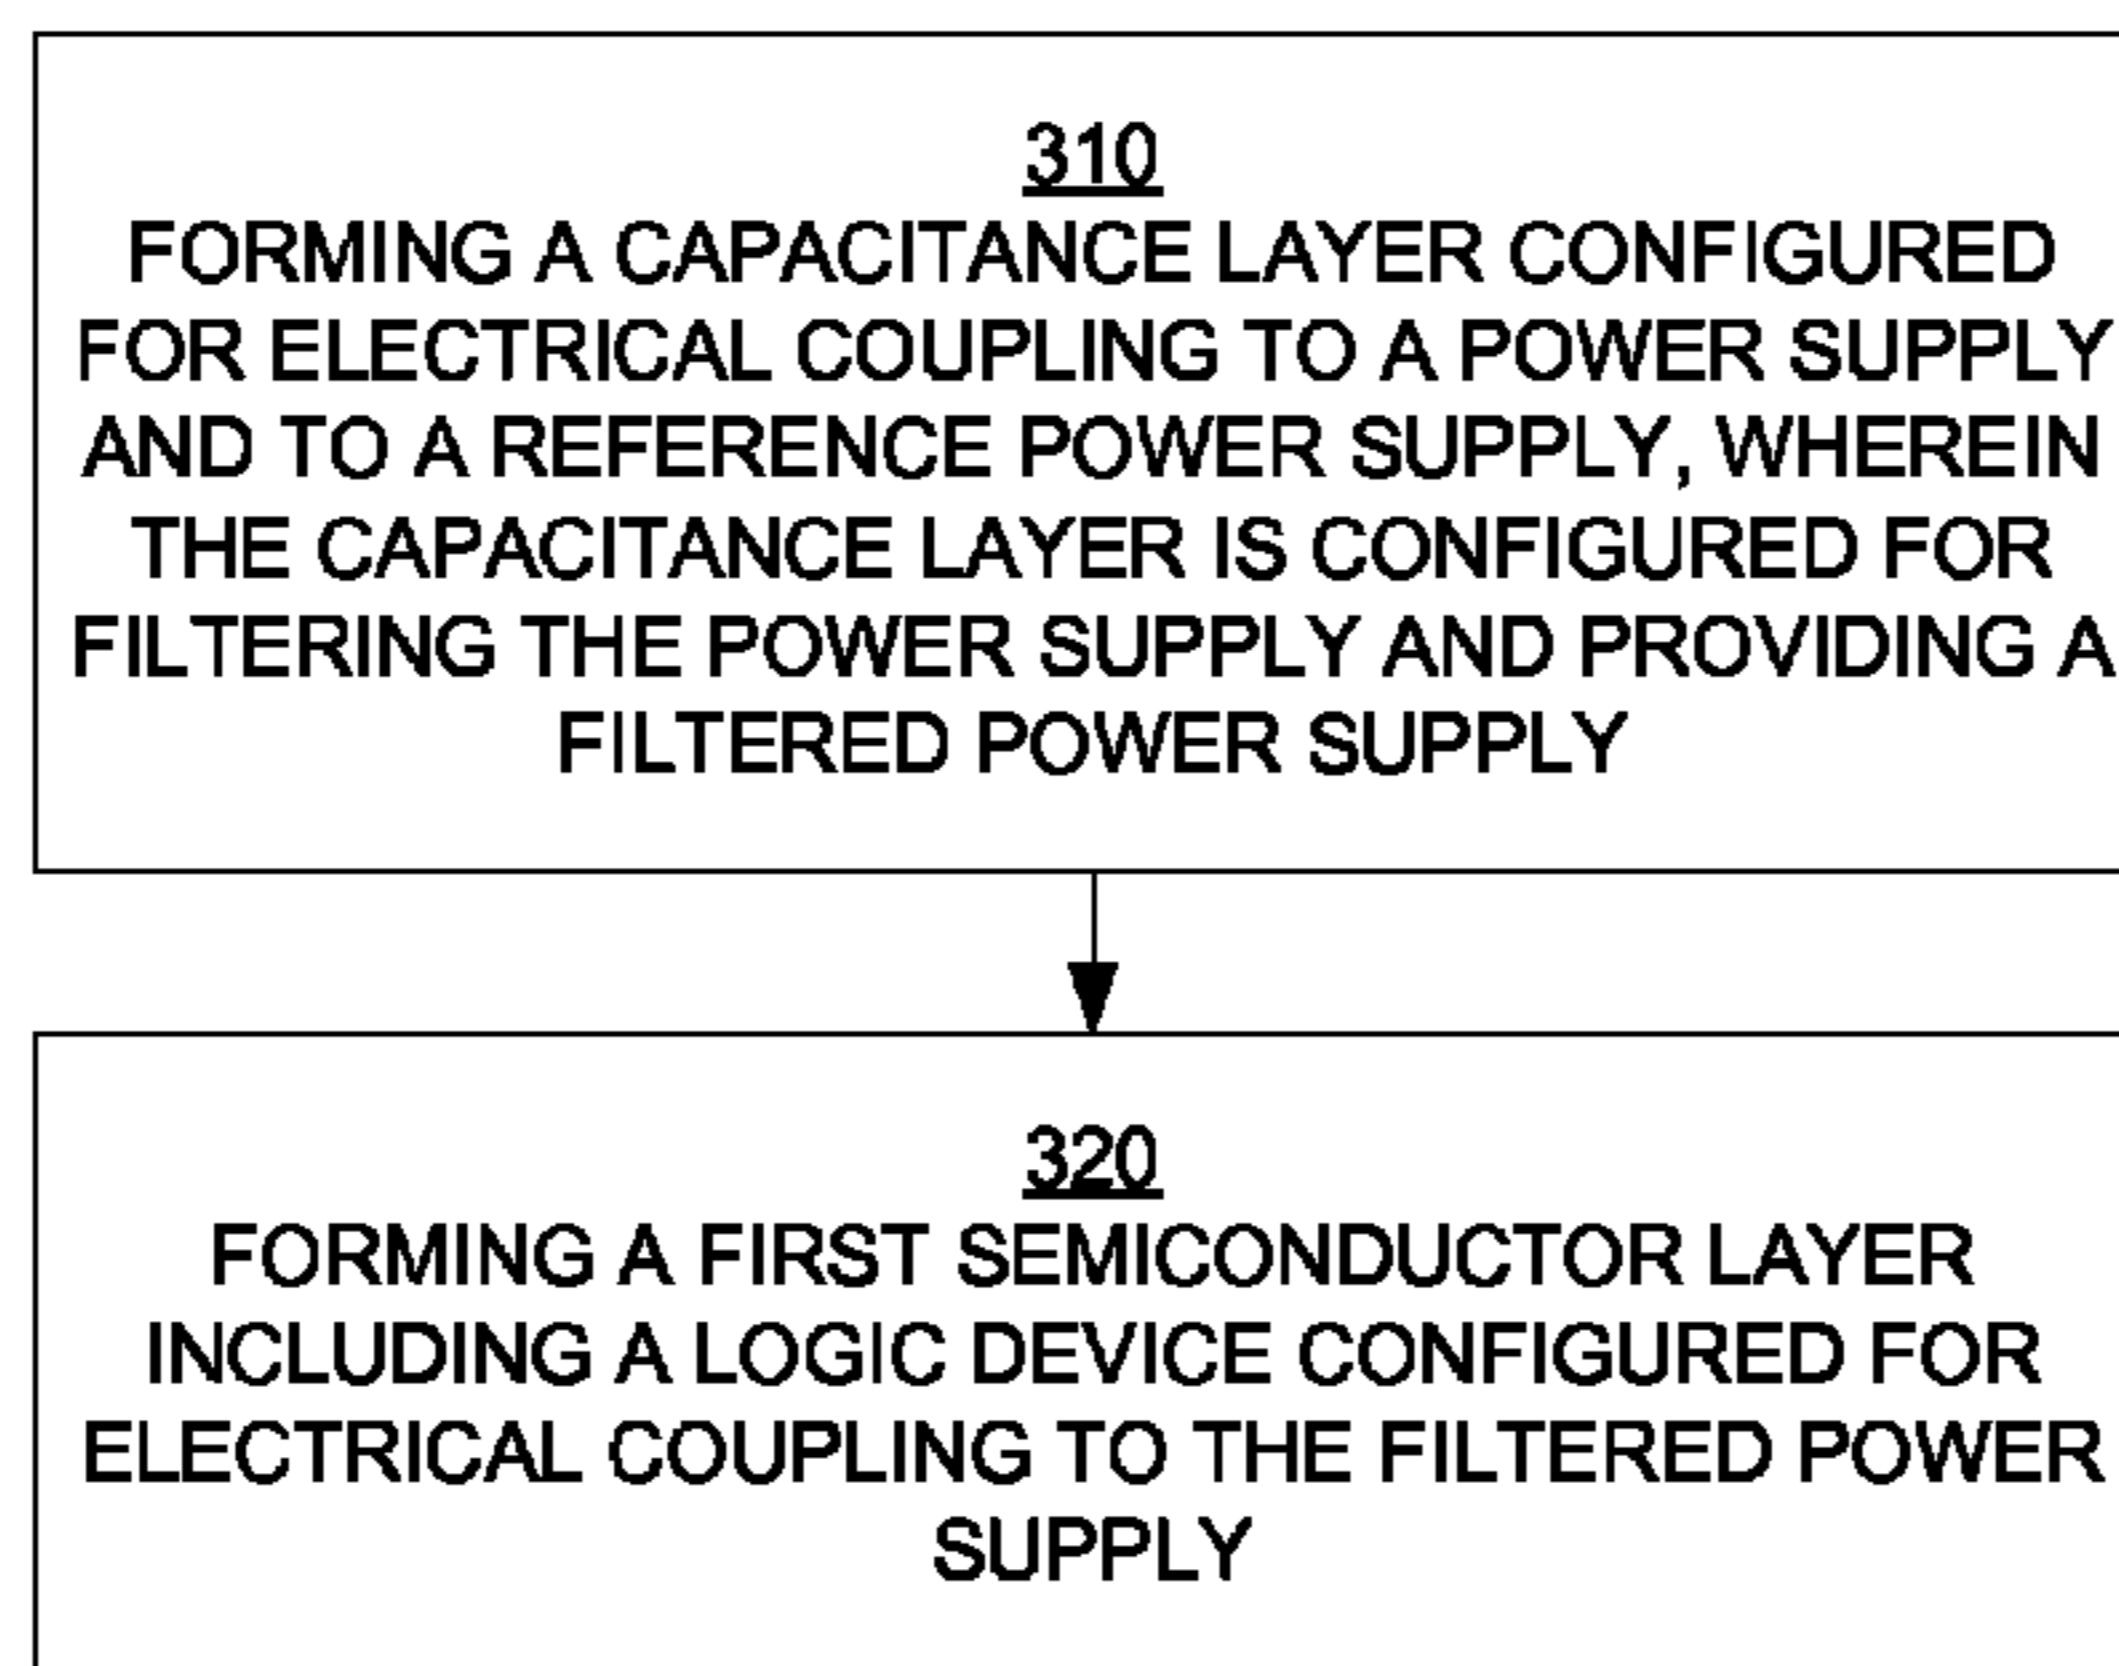 310
FORMING A CAPACITANCE LAYER CONFIGURED
FOR ELECTRICAL COUPLING TO A POWER SUPPLY
AND TO A REFERENCE POWER SUPPLY, WHEREIN
THE CAPACITANCE LAYER IS CONFIGURED FOR
FILTERING THE POWER SUPPLY AND PROVIDING A
FILTERED POWER SUPPLY
320
FORMING A FIRST SEMICONDUCTOR LAYER
INCLUDING A LOGIC DEVICE CONFIGURED FOR
ELECTRICAL COUPLING TO THE FILTERED POWER
SUPPLY